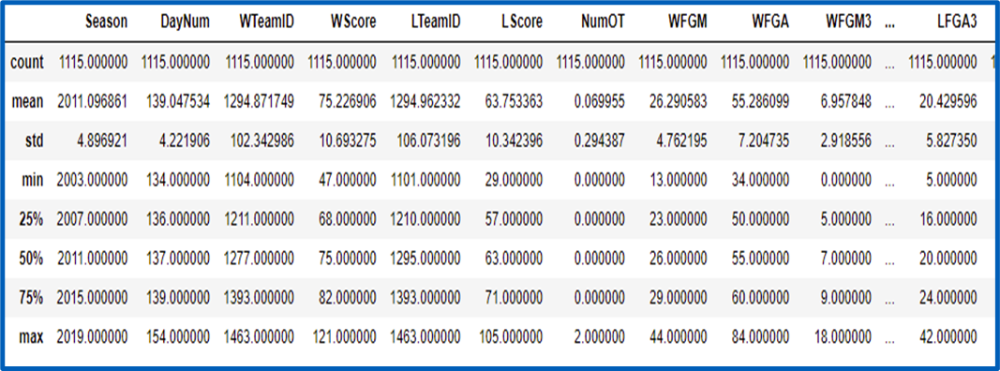 Season DayNum WTeamID WScore LTeamID LScore NumOT WFGM WFGA WFGM3 ... LFGA3
count 1115.000000 1115.000000 1115.000000 1115.000000 1115.000000 1115.000000 1115.000000 1115.000000 1115.000000 1115.000000 ... 1115.000000 1
mean 2011.096861 139.047534 1294.871749 75.226906 1294.962332 63.753363 0.069955 26.290583 55.286099 6.957848 ... 20.429596
std 4.896921 4.221906 102.342986 10.693275 106.073196 10.342396 0.294387 4.762195 7.204735 2.918556 ... 5.827350
min 2003.000000 134.000000 1104.000000 47.000000 1101.000000 29.000000 0.000000 13.000000 34.000000 0.000000 ... 5.000000
25% 2007.000000 136.000000 1211.000000 68.000000 1210.000000 57.000000 0.000000 23.000000 50.000000 5.000000 ... 16.000000
50% 2011.000000 137.000000 1277.000000 75.000000 1295.000000 63.000000 0.000000 26.000000 55.000000 7.000000 ... 20.000000
75% 2015.000000 139.000000 1393.000000 82.000000 1393.000000 71.000000 0.000000 29.000000 60.000000 9.000000 ... 24.000000
max 2019.000000 154.000000 1463.000000 121.000000 1463.000000 105.000000 2.000000 44.000000 84.000000 18.000000 ... 42.000000